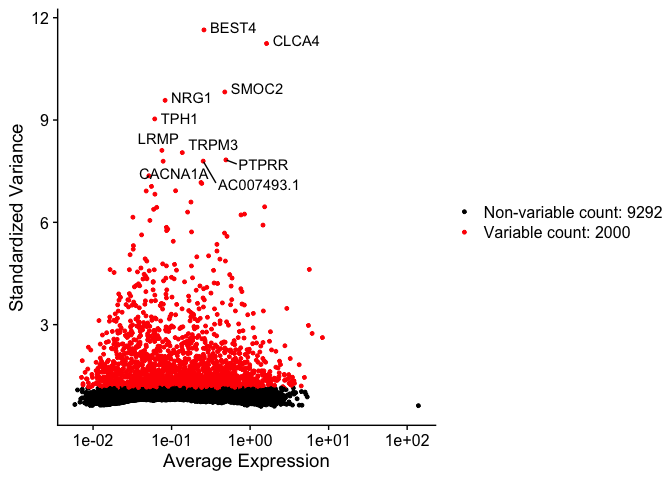 12
9
6
3
Standardized Variance
BEST4
CLCA4
SMOC2
NRG1
TPH1
LRMP
TRPM3
PTPRR
CACNA1A
AC007493.1
Non-variable count: 9292
Variable count: 2000
1e-02 1e-01 1e+00 1e+01 1e+02
Average Expression